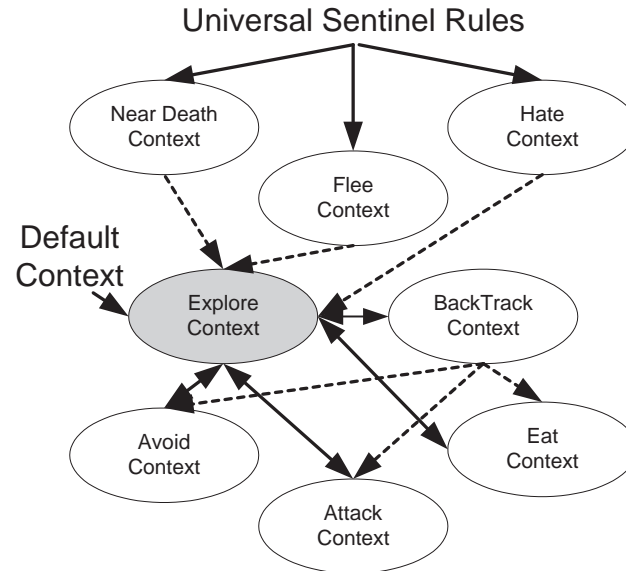 Universal Sentinel Rules
Near Death
Context
Hate
Context
Flee
Context
Default
Context
Explore
Context
BackTrack
Context
Avoid
Context
Eat
Context
Attack
Context